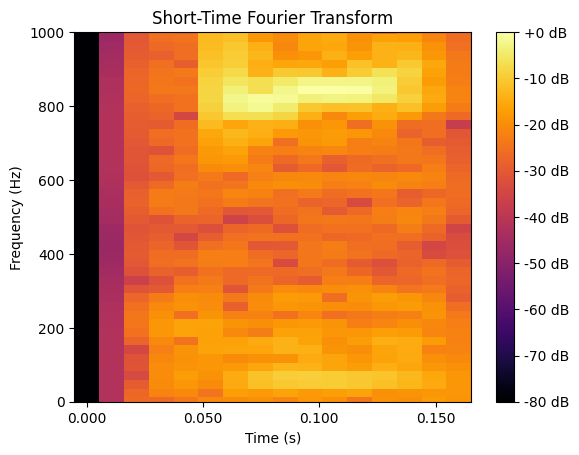 Short-Time Fourier Transform
1000
800
600
400
200
0
Frequency (Hz)
0.000
0.050
0.100
0.150
Time (s)
+0 dB
-10 dB
-20 dB
-30 dB
-40 dB
-50 dB
-60 dB
-70 dB
-80 dB